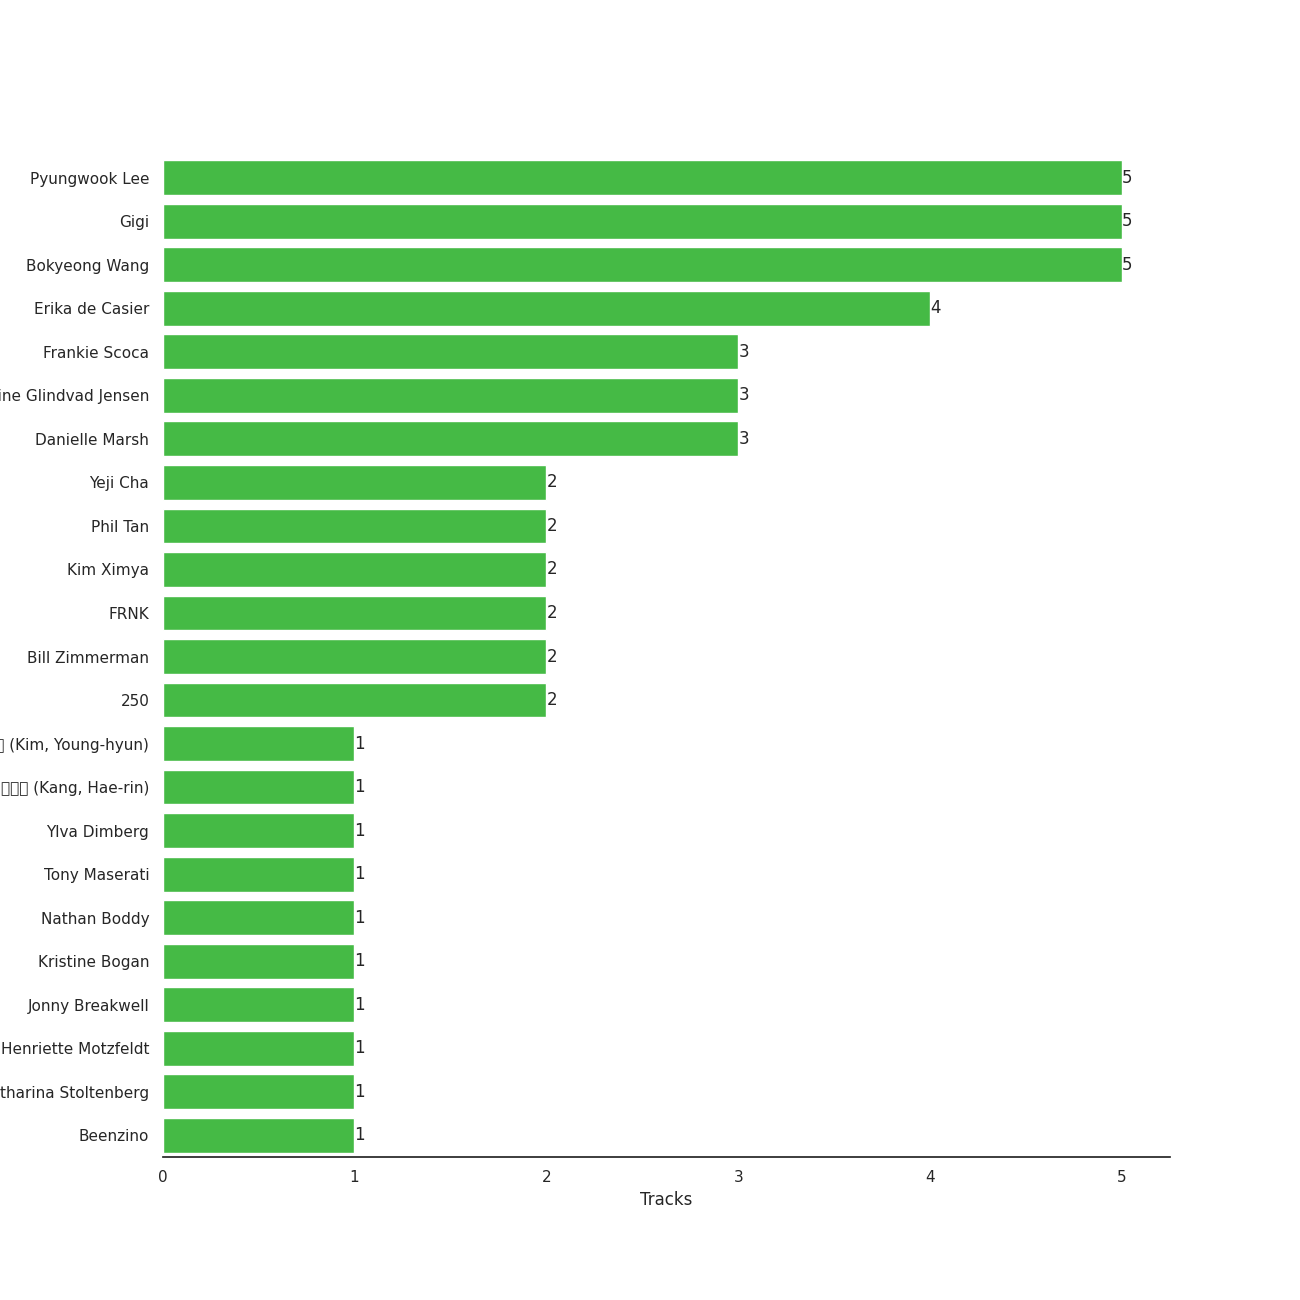 Pyungwook Lee 5
Gigi 5
Bokyeong Wang 5
Erika de Casier 4
Frankie Scoca 3
Glindvad Jensen 3
Danielle Marsh 3
Yeji Cha 2
Phil Tan 2
Kim Ximya 2
FRNK 2
Bill Zimmerman 2
250 2
(Kim, Young-hyun) 1
(Kang, Hae-rin) 1
Ylva Dimberg 1
Tony Maserati 1
Nathan Boddy 1
Kristine Bogan 1
Jonny Breakwell 1
Henriette Motzfeldt 1
Stoltenberg 1
Beenzino 1
0 1 2 3 4 5
Tracks